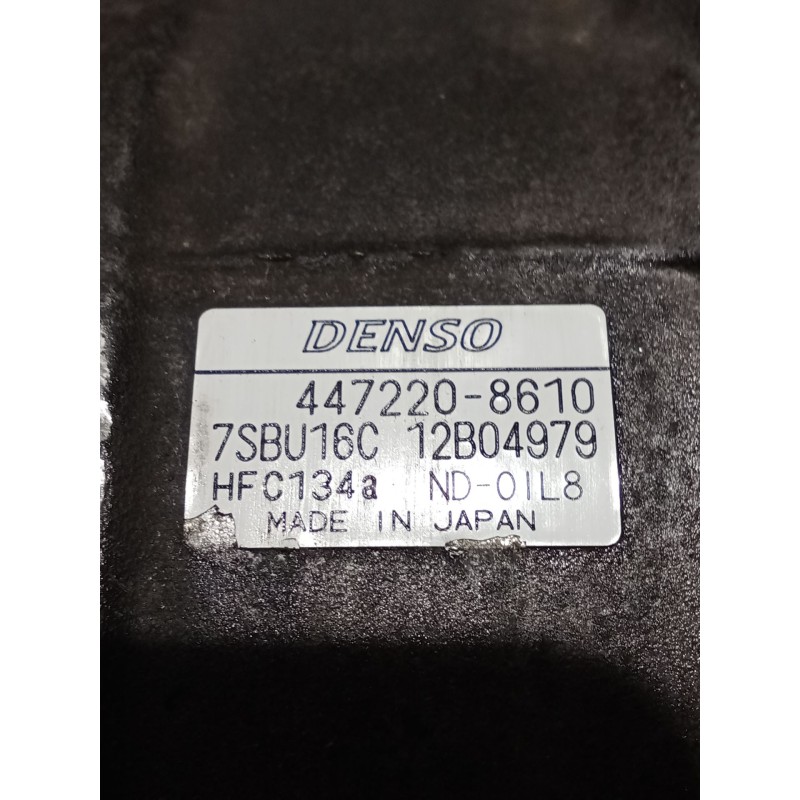 DENSO
447220-8610
7SBU16C 12B04979
HFC134a ND-OIL8
MADE IN JAPAN